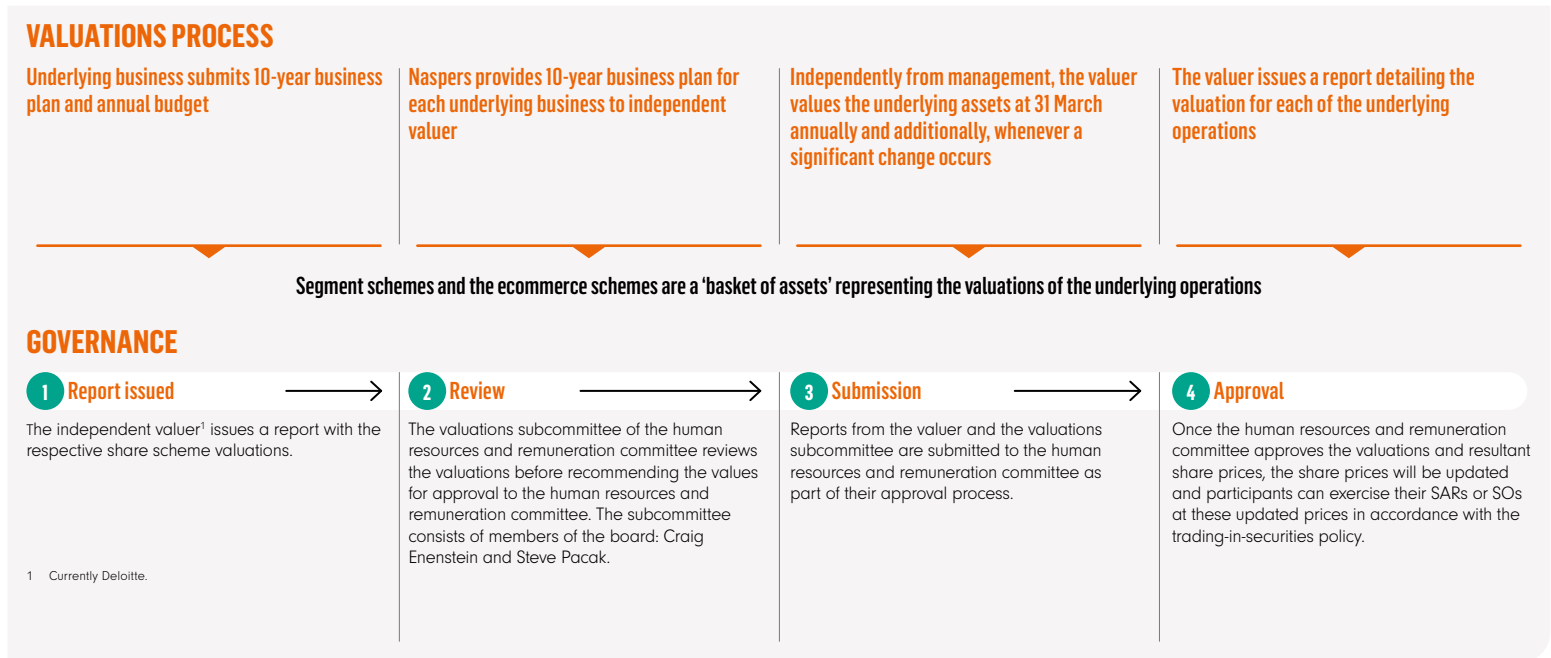 VALUATIONS PROCESS
Underlying business submits 10-year business
plan and annual budget
Naspers provides 10-year business plan for
each underlying business to independent
valuer
Independently from management, the valuer
values the underlying assets at 31 March
annually and additionally, whenever a
significant change occurs
The valuer issues a report detailing the
valuation for each of the underlying
operations
Segment schemes and the ecommerce schemes are a ‘basket of assets’ representing the valuations of the underlying operations
GOVERNANCE
1 Report issued
The independent valuer¹ issues a report with the
respective share scheme valuations.
1 Currently Deloitte.
2 Review
The valuations subcommittee of the human
resources and remuneration committee reviews
the valuations before recommending the values
for approval to the human resources and
remuneration committee. The subcommittee
consists of members of the board: Craig
Enenstein and Steve Pacak.
3 Submission
Reports from the valuer and the valuations
subcommittee are submitted to the human
resources and remuneration committee as
part of their approval process.
4 Approval
Once the human resources and remuneration
committee approves the valuations and resultant
share prices, the share prices will be updated
and participants can exercise their SARs or SOs
at these updated prices in accordance with the
trading-in-securities policy.